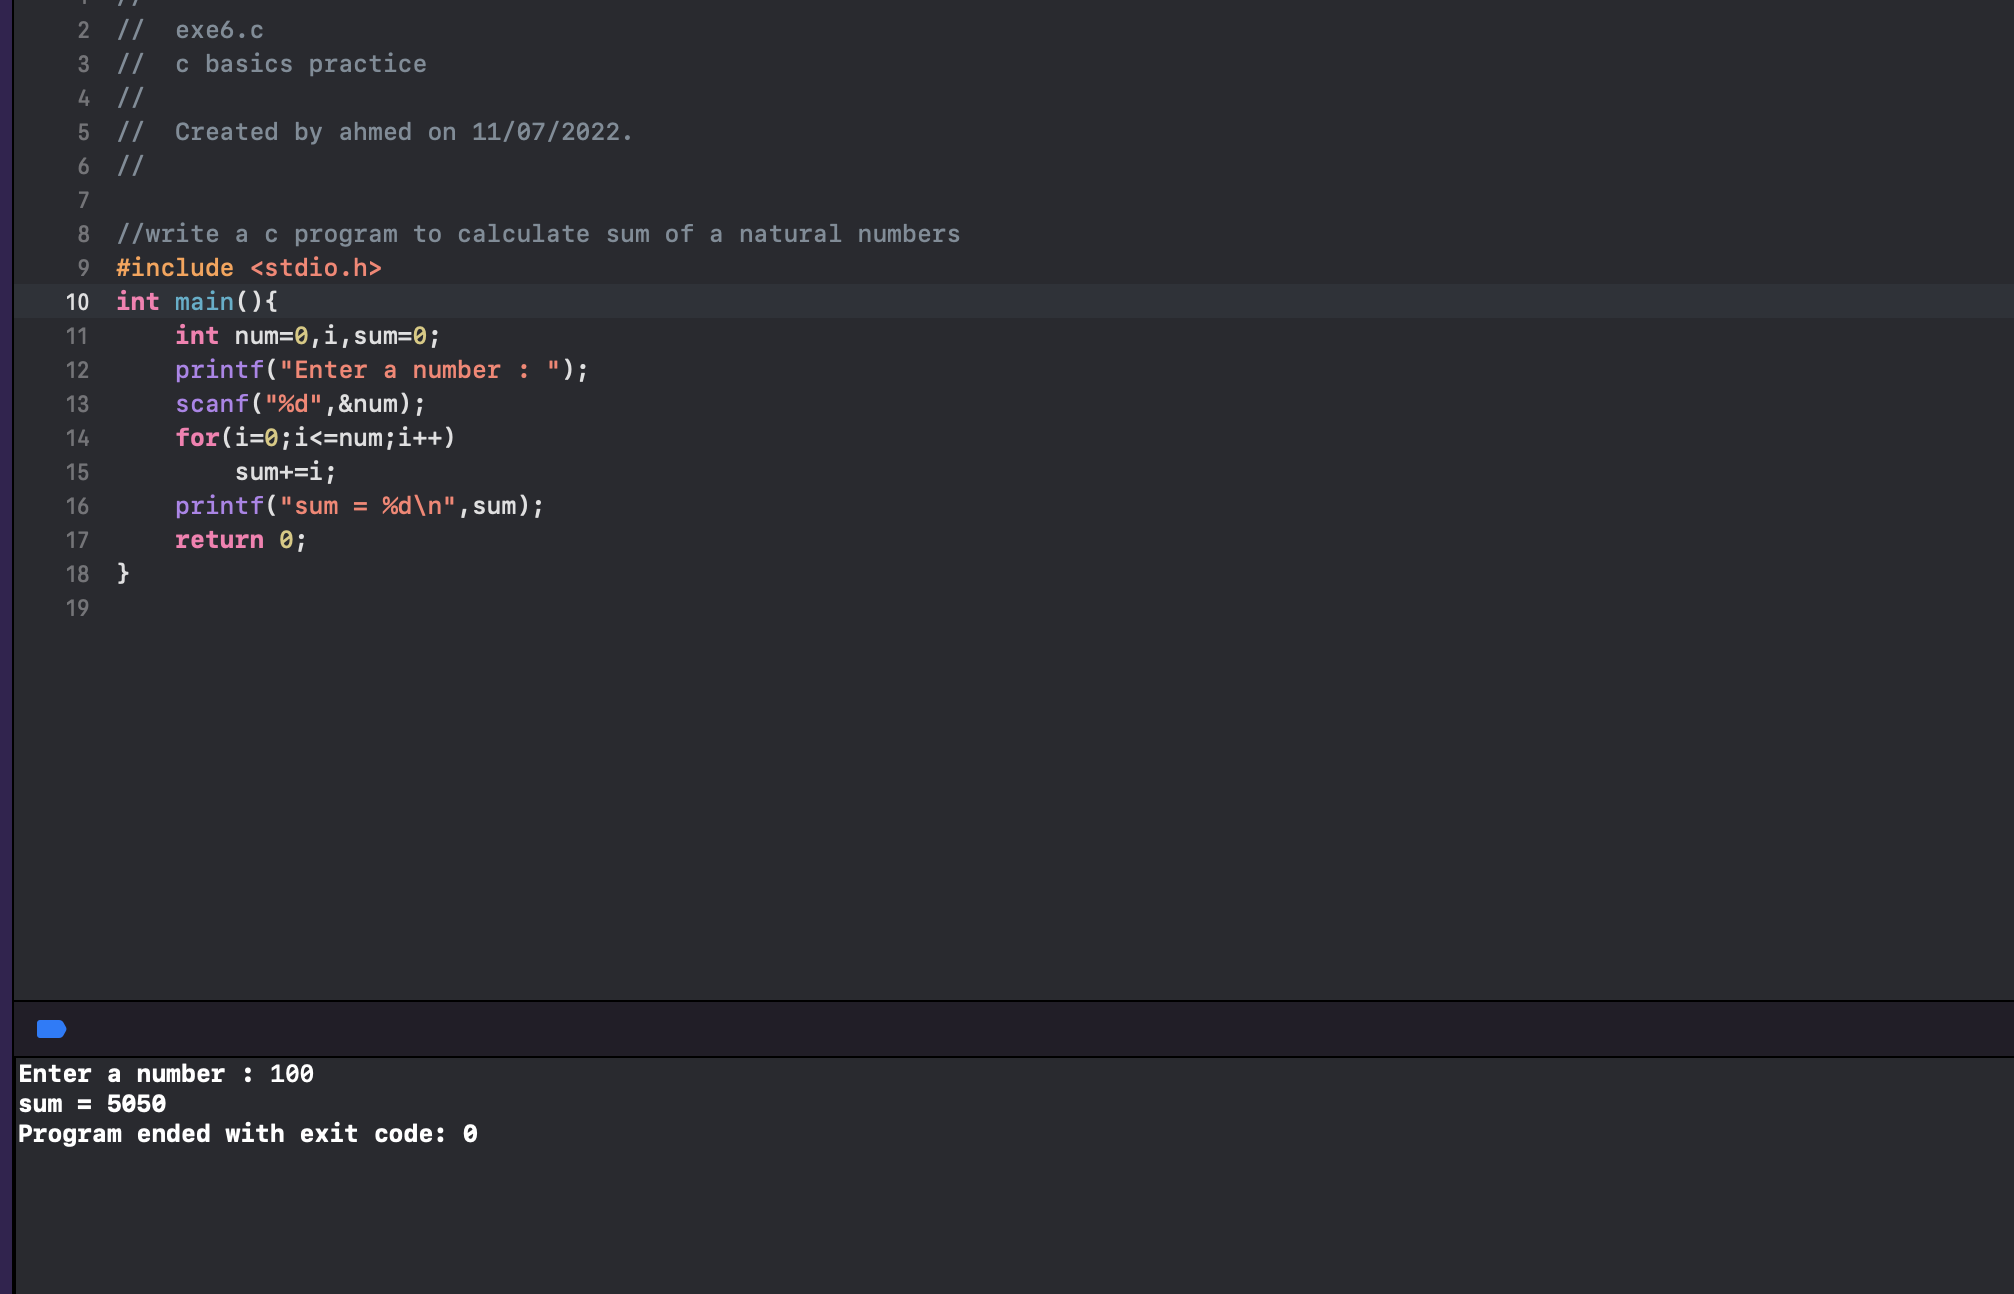 1 //
2 //  exe6.c
3 //  c basics practice
4 //
5 //  Created by ahmed on 11/07/2022.
6 //
7
8 //write a c program to calculate sum of a natural numbers
9 #include <stdio.h>
10 int main(){
11     int num=0,i,sum=0;
12     printf("Enter a number : ");
13     scanf("%d",&num);
14     for(i=0;i<=num;i++)
15         sum+=i;
16     printf("sum = %d\n",sum);
17     return 0;
18 }
19
Enter a number : 100
sum = 5050
Program ended with exit code: 0